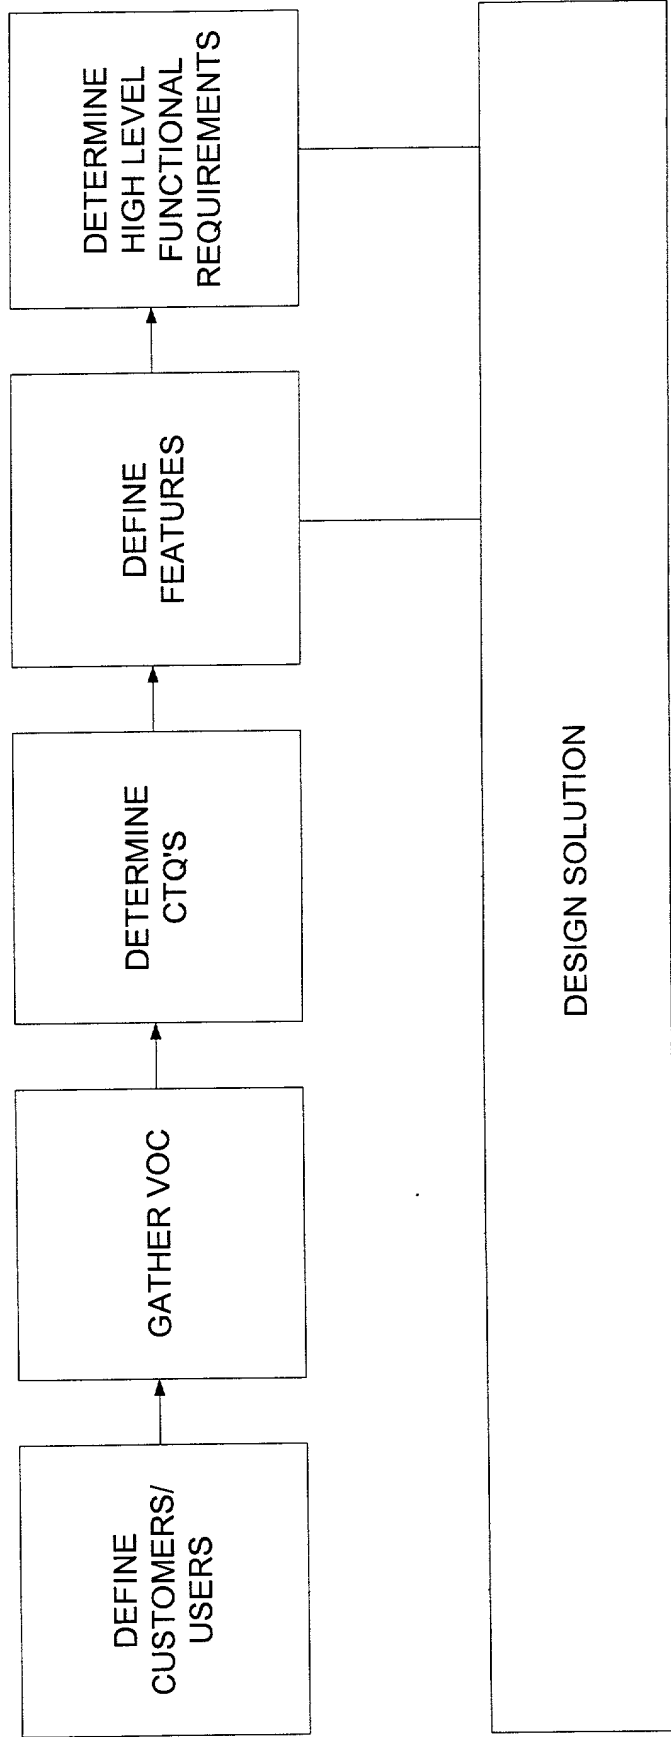 DEFINE
CUSTOMERS/
USERS
GATHER VOC
DETERMINE
CTQ'S
DEFINE
FEATURES
DETERMINE
HIGH LEVEL
FUNCTIONAL
REQUIREMENTS
DESIGN SOLUTION